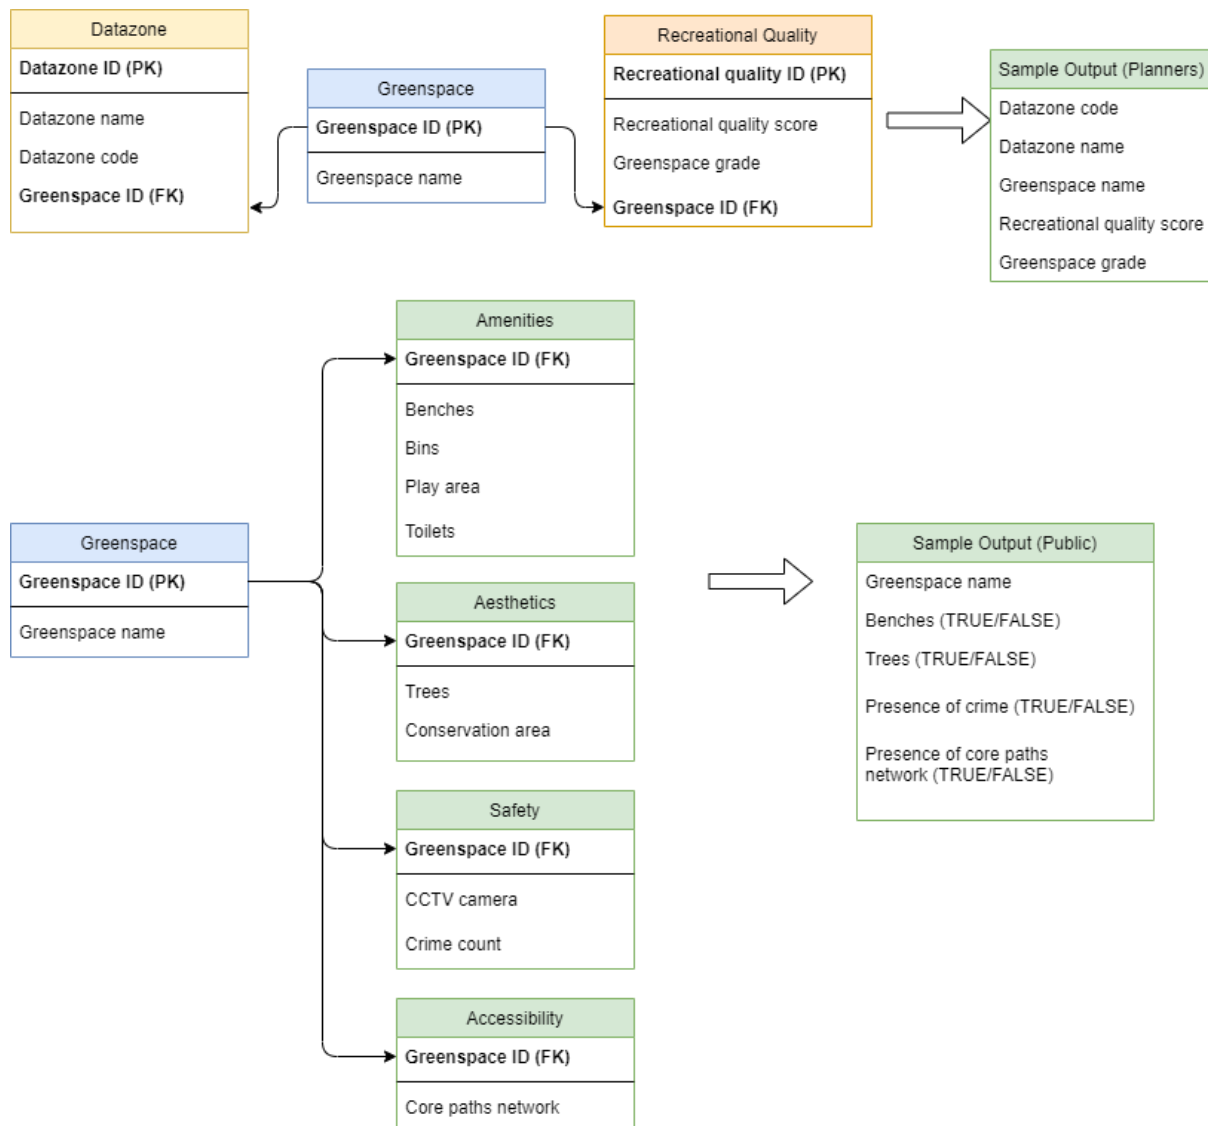 Datazone
Datazone ID (PK)
Datazone name
Datazone code
Greenspace ID (FK)
Greenspace
Greenspace ID (PK)
Greenspace name
Recreational Quality
Recreational quality ID (PK)
Recreational quality score
Greenspace grade
Greenspace ID (FK)
Sample Output (Planners)
Datazone code
Datazone name
Greenspace name
Recreational quality score
Greenspace grade
Greenspace
Greenspace ID (PK)
Greenspace name
Amenities
Greenspace ID (FK)
Benches
Bins
Play area
Toilets
Aesthetics
Greenspace ID (FK)
Trees
Conservation area
Safety
Greenspace ID (FK)
CCTV camera
Crime count
Accessibility
Greenspace ID (FK)
Core paths network
Sample Output (Public)
Greenspace name
Benches (TRUE/FALSE)
Trees (TRUE/FALSE)
Presence of crime (TRUE/FALSE)
Presence of core paths
network (TRUE/FALSE)